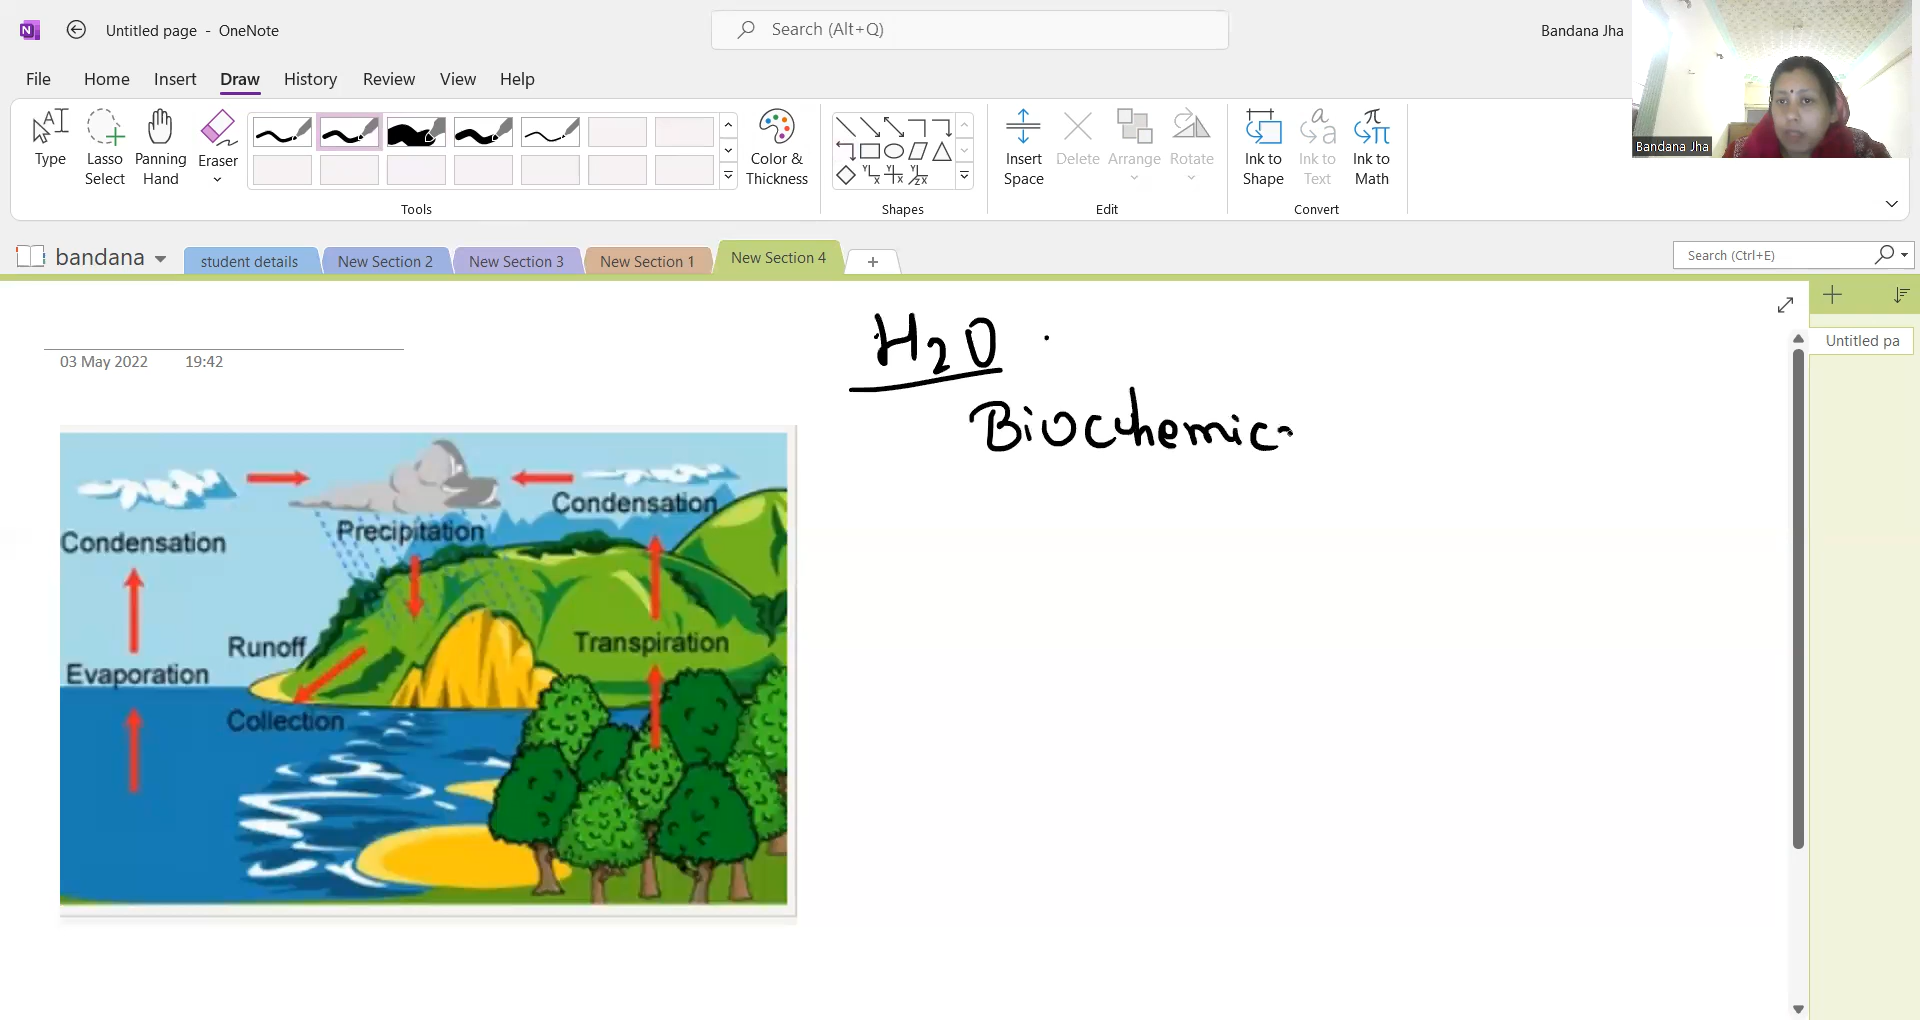 Untitled page - OneNote
Search (Alt+Q)
Bandana Jha
File Home Insert Draw History Review View Help
Type
Lasso Select
Panning Hand
Eraser
Color & Thickness
Insert Space
Delete
Arrange
Rotate
Ink to Shape
Ink to Text
Ink to Math
Tools
Shapes
Edit
Convert
Bandana Jha
bandana
student details
New Section 2
New Section 3
New Section 1
New Section 4
Search (Ctrl+E)
Untitled pa
03 May 2022 19:42
H2O
Biochemic
Condensation
Precipitation
Condensation
Runoff
Transpiration
Evaporation
Collection